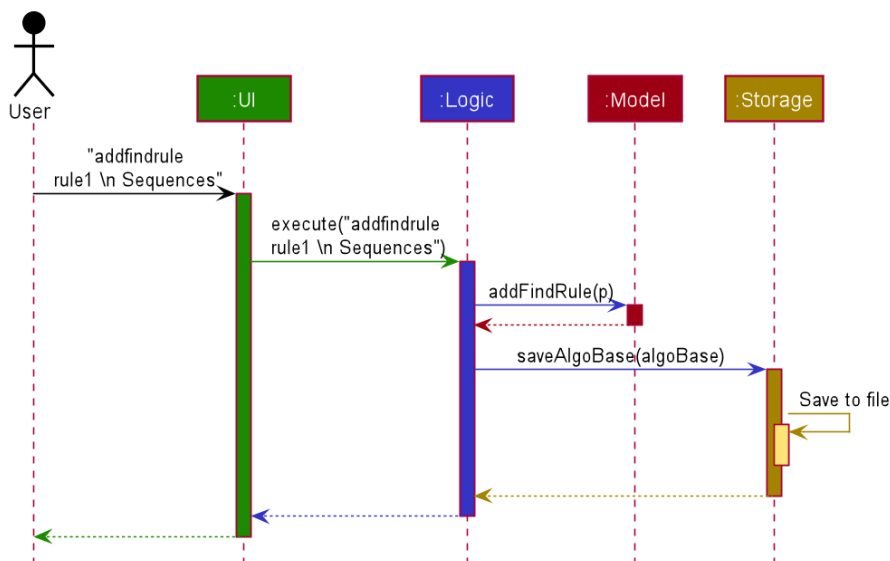 User
:UI
:Logic
:Model
:Storage
"addfindrule
rule1 \n Sequences"
execute("addfindrule
rule1 \n Sequences")
addFindRule(p)
saveAlgoBase(algoBase)
Save to file